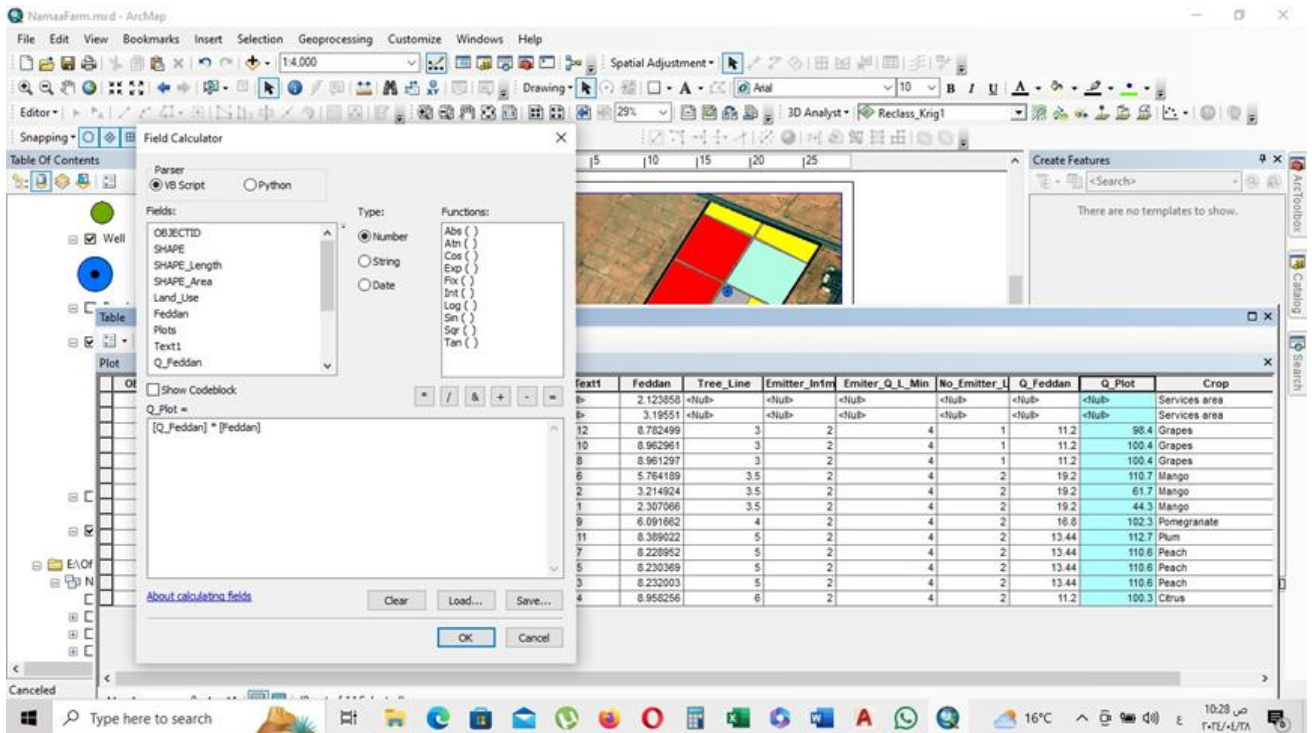 NamaaFarm.mxd - ArcMap
File Edit View Bookmarks Insert Selection Geoprocessing Customize Windows Help
1:4,000
Spatial Adjustment
Drawing A Arial 10 B I U A
Editor 29% 3D Analyst Reclass_Krig1
Snapping
Field Calculator
Table Of Contents
Parser
VB Script Python
Fields: Type: Functions:
OBJECTID
SHAPE
SHAPE_Length
SHAPE_Area
Land_Use
Feddan
Plots
Text1
Q_Feddan
Number
String
Date
Abs ( )
Atn ( )
Cos ( )
Exp ( )
Fix ( )
Int ( )
Log ( )
Sin ( )
Sqr ( )
Tan ( )
Show Codeblock
* / & + - =
Q_Plot =
[Q_Feddan] * [Feddan]
About calculating fields Clear Load... Save...
OK Cancel
Well
5 10 15 20 25
Create Features
<Search>
There are no templates to show.
ArcToolbox
Catalog
Search
Table
Plot
Text1 Feddan Tree_Line Emitter_In1m Emiter_Q_L_Min No_Emitter_L Q_Feddan Q_Plot Crop
2.123858 <Null> <Null> <Null> <Null> <Null> <Null> Services area
3.19551 <Null> <Null> <Null> <Null> <Null> <Null> Services area
12 8.782499 3 2 4 1 11.2 98.4 Grapes
10 8.962961 3 2 4 1 11.2 100.4 Grapes
8 8.961297 3 2 4 1 11.2 100.4 Grapes
6 5.764189 3.5 2 4 2 19.2 110.7 Mango
2 3.214924 3.5 2 4 2 19.2 61.7 Mango
1 2.307066 3.5 2 4 2 19.2 44.3 Mango
9 6.091662 4 2 4 2 16.8 102.3 Pomegranate
11 8.389022 5 2 4 2 13.44 112.7 Plum
7 8.228952 5 2 4 2 13.44 110.6 Peach
5 8.230369 5 2 4 2 13.44 110.6 Peach
3 8.232003 5 2 4 2 13.44 110.6 Peach
4 8.958256 6 2 4 2 11.2 100.3 Citrus
Canceled
Type here to search
16°C
ع
10:28 ص
٢٠٢٤/٠٤/٢٨